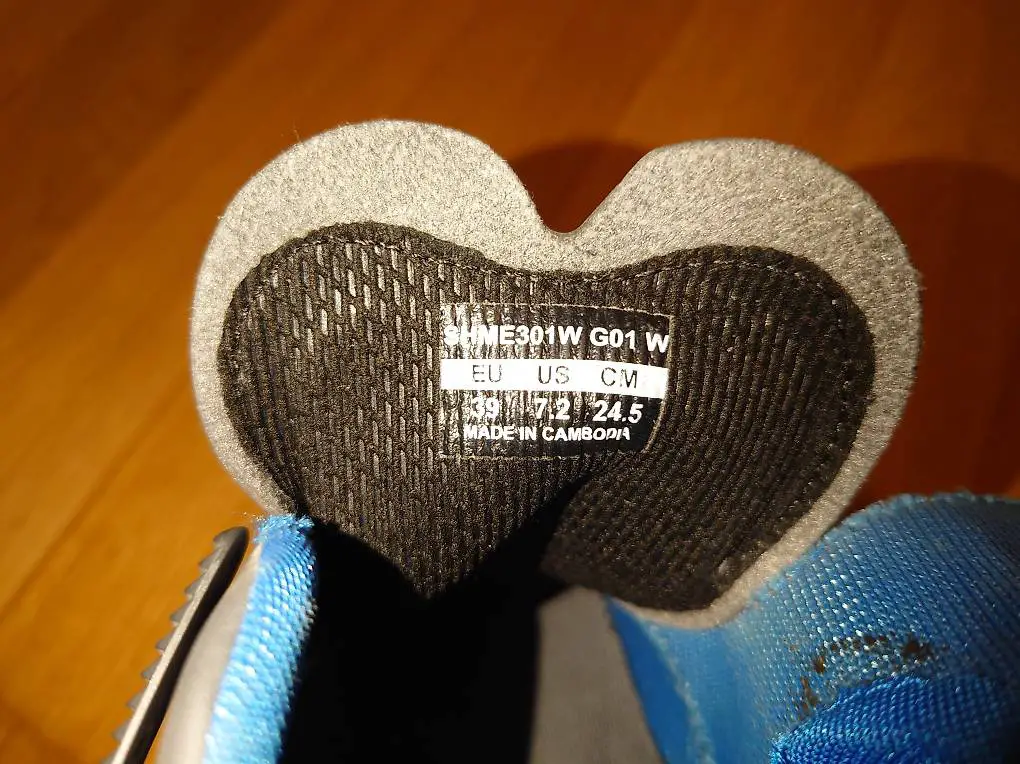 SHME301W G01 W
EU US CM
39 7.2 24.5
MADE IN CAMBODIA